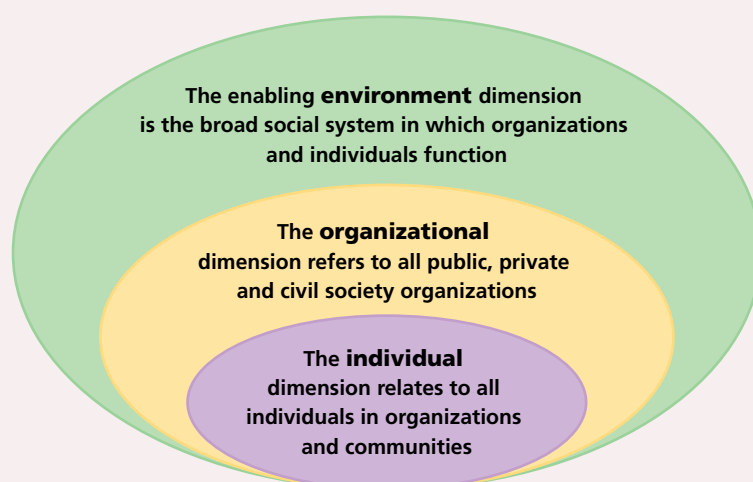 The enabling environment dimension
is the broad social system in which organizations
and individuals function
The organizational
dimension refers to all public, private
and civil society organizations
The individual
dimension relates to all
individuals in organizations
and communities